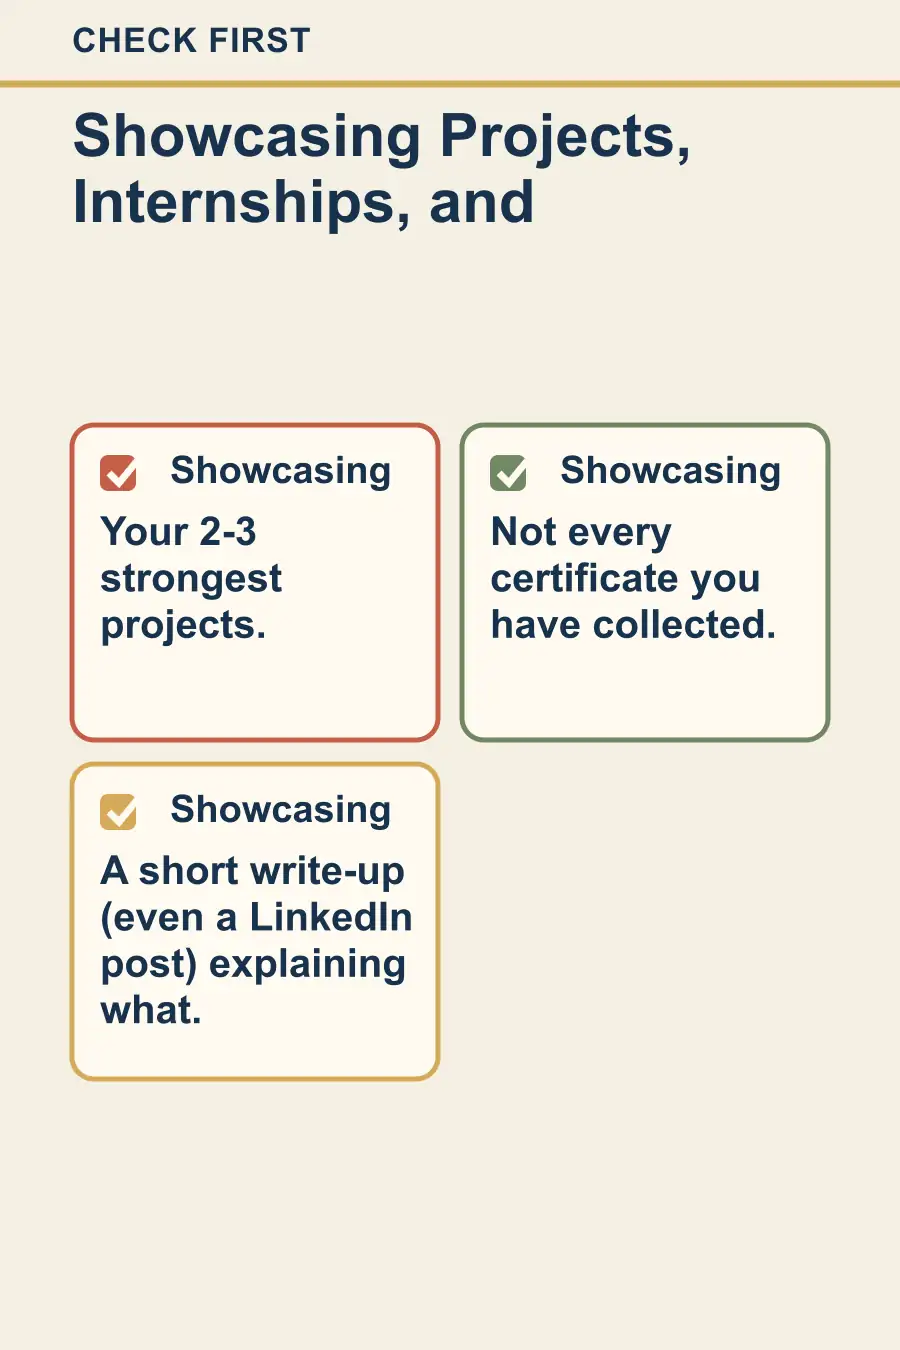 CHECK FIRST
Showcasing Projects,
Internships, and
Showcasing
Your 2-3
strongest
projects.
Showcasing
Not every
certificate you
have collected.
Showcasing
A short write-up
(even a LinkedIn
post) explaining
what.